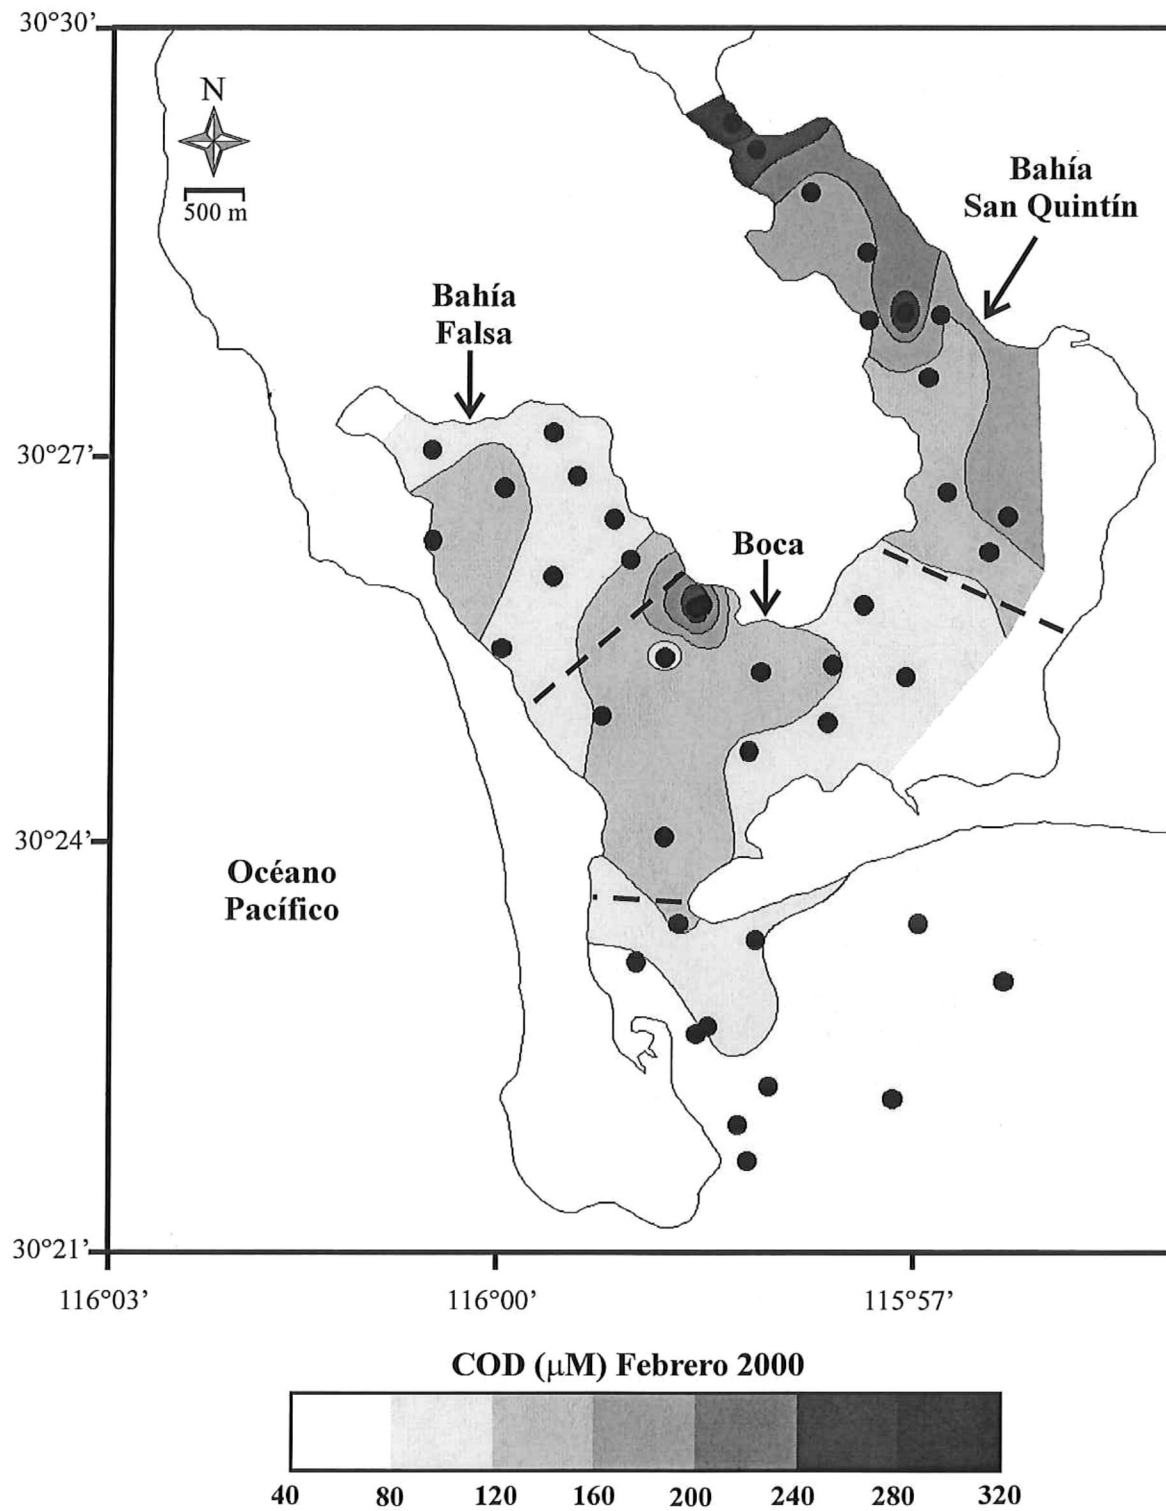 30°30’
N
500 m
Bahía
San Quintín
Bahía
Falsa
30°27’
Boca
30°24’
Océano
Pacífico
30°21’
116°03’ 116°00’ 115°57’
COD (μM) Febrero 2000
40 80 120 160 200 240 280 320